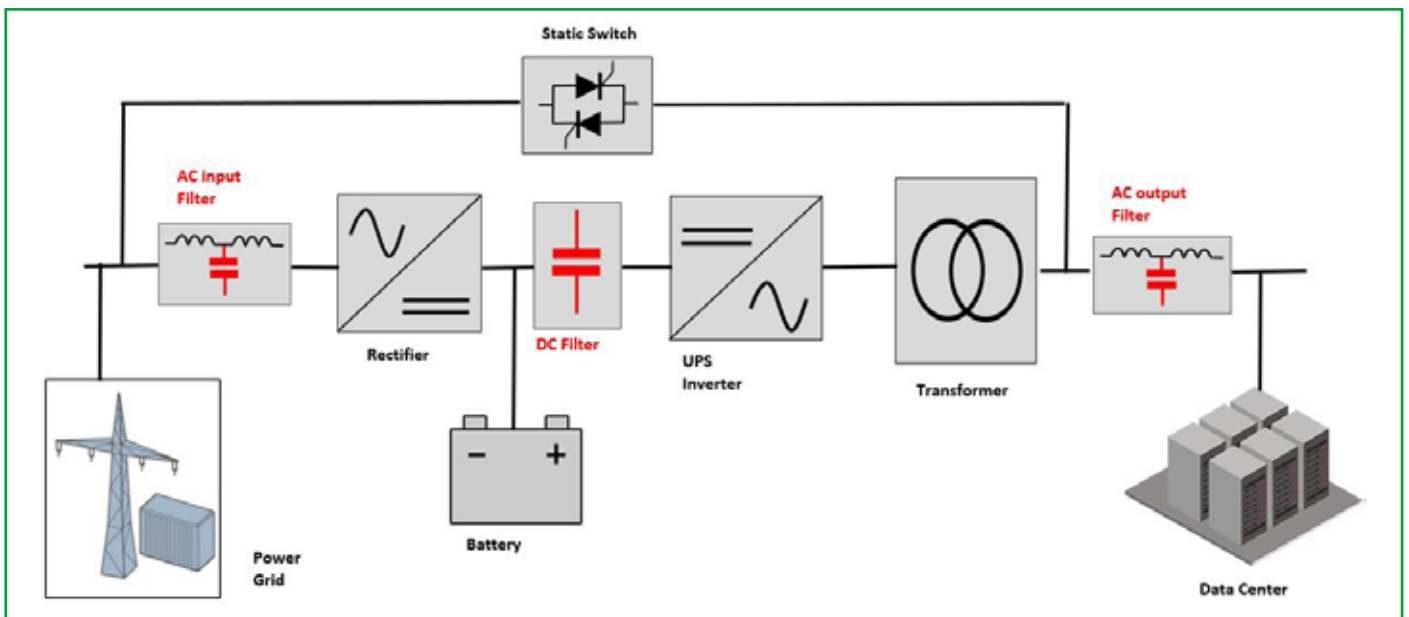 Static Switch
AC input
Filter
AC output
Filter
Rectifier
DC Filter
UPS
Inverter
Transformer
- +
Battery
Power
Grid
Data Center